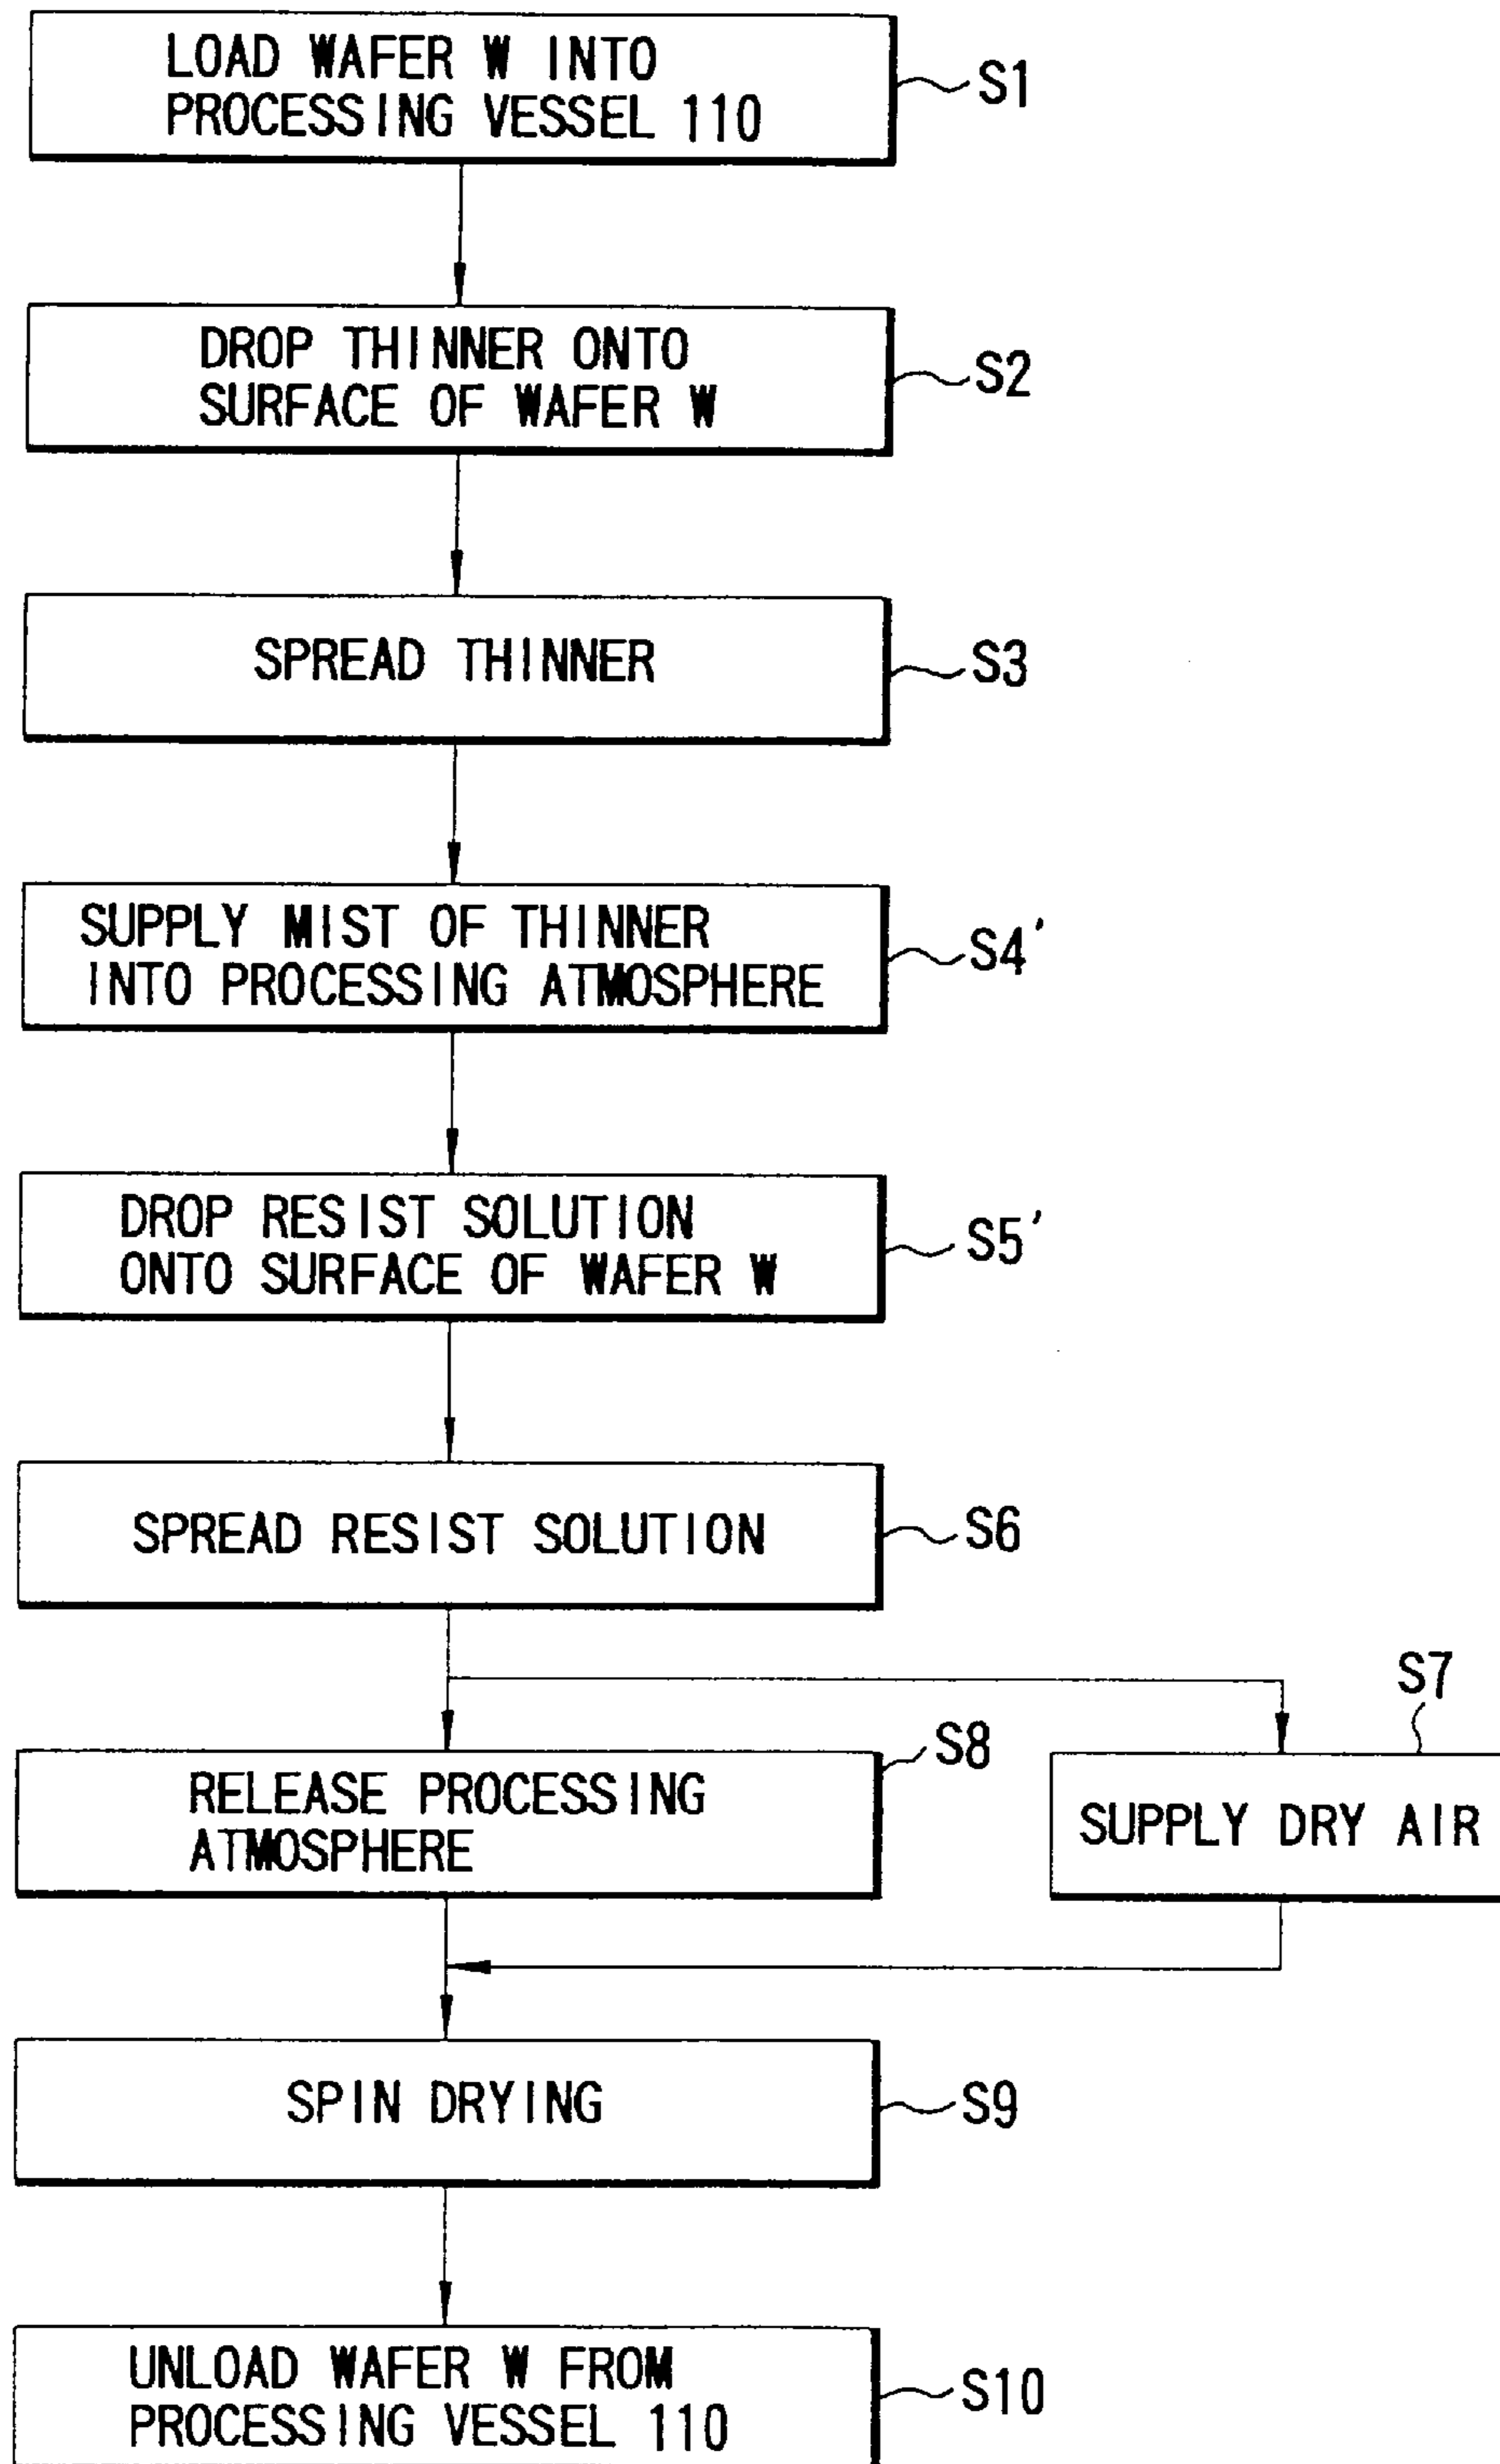 LOAD WAFER W INTO
PROCESSING VESSEL 110
S1
DROP THINNER ONTO
SURFACE OF WAFER W
S2
SPREAD THINNER
S3
SUPPLY MIST OF THINNER
INTO PROCESSING ATMOSPHERE
S4'
DROP RESIST SOLUTION
ONTO SURFACE OF WAFER W
S5'
SPREAD RESIST SOLUTION
S6
S7
S8
RELEASE PROCESSING
ATMOSPHERE
SUPPLY DRY AIR
SPIN DRYING
S9
UNLOAD WAFER W FROM
PROCESSING VESSEL 110
S10